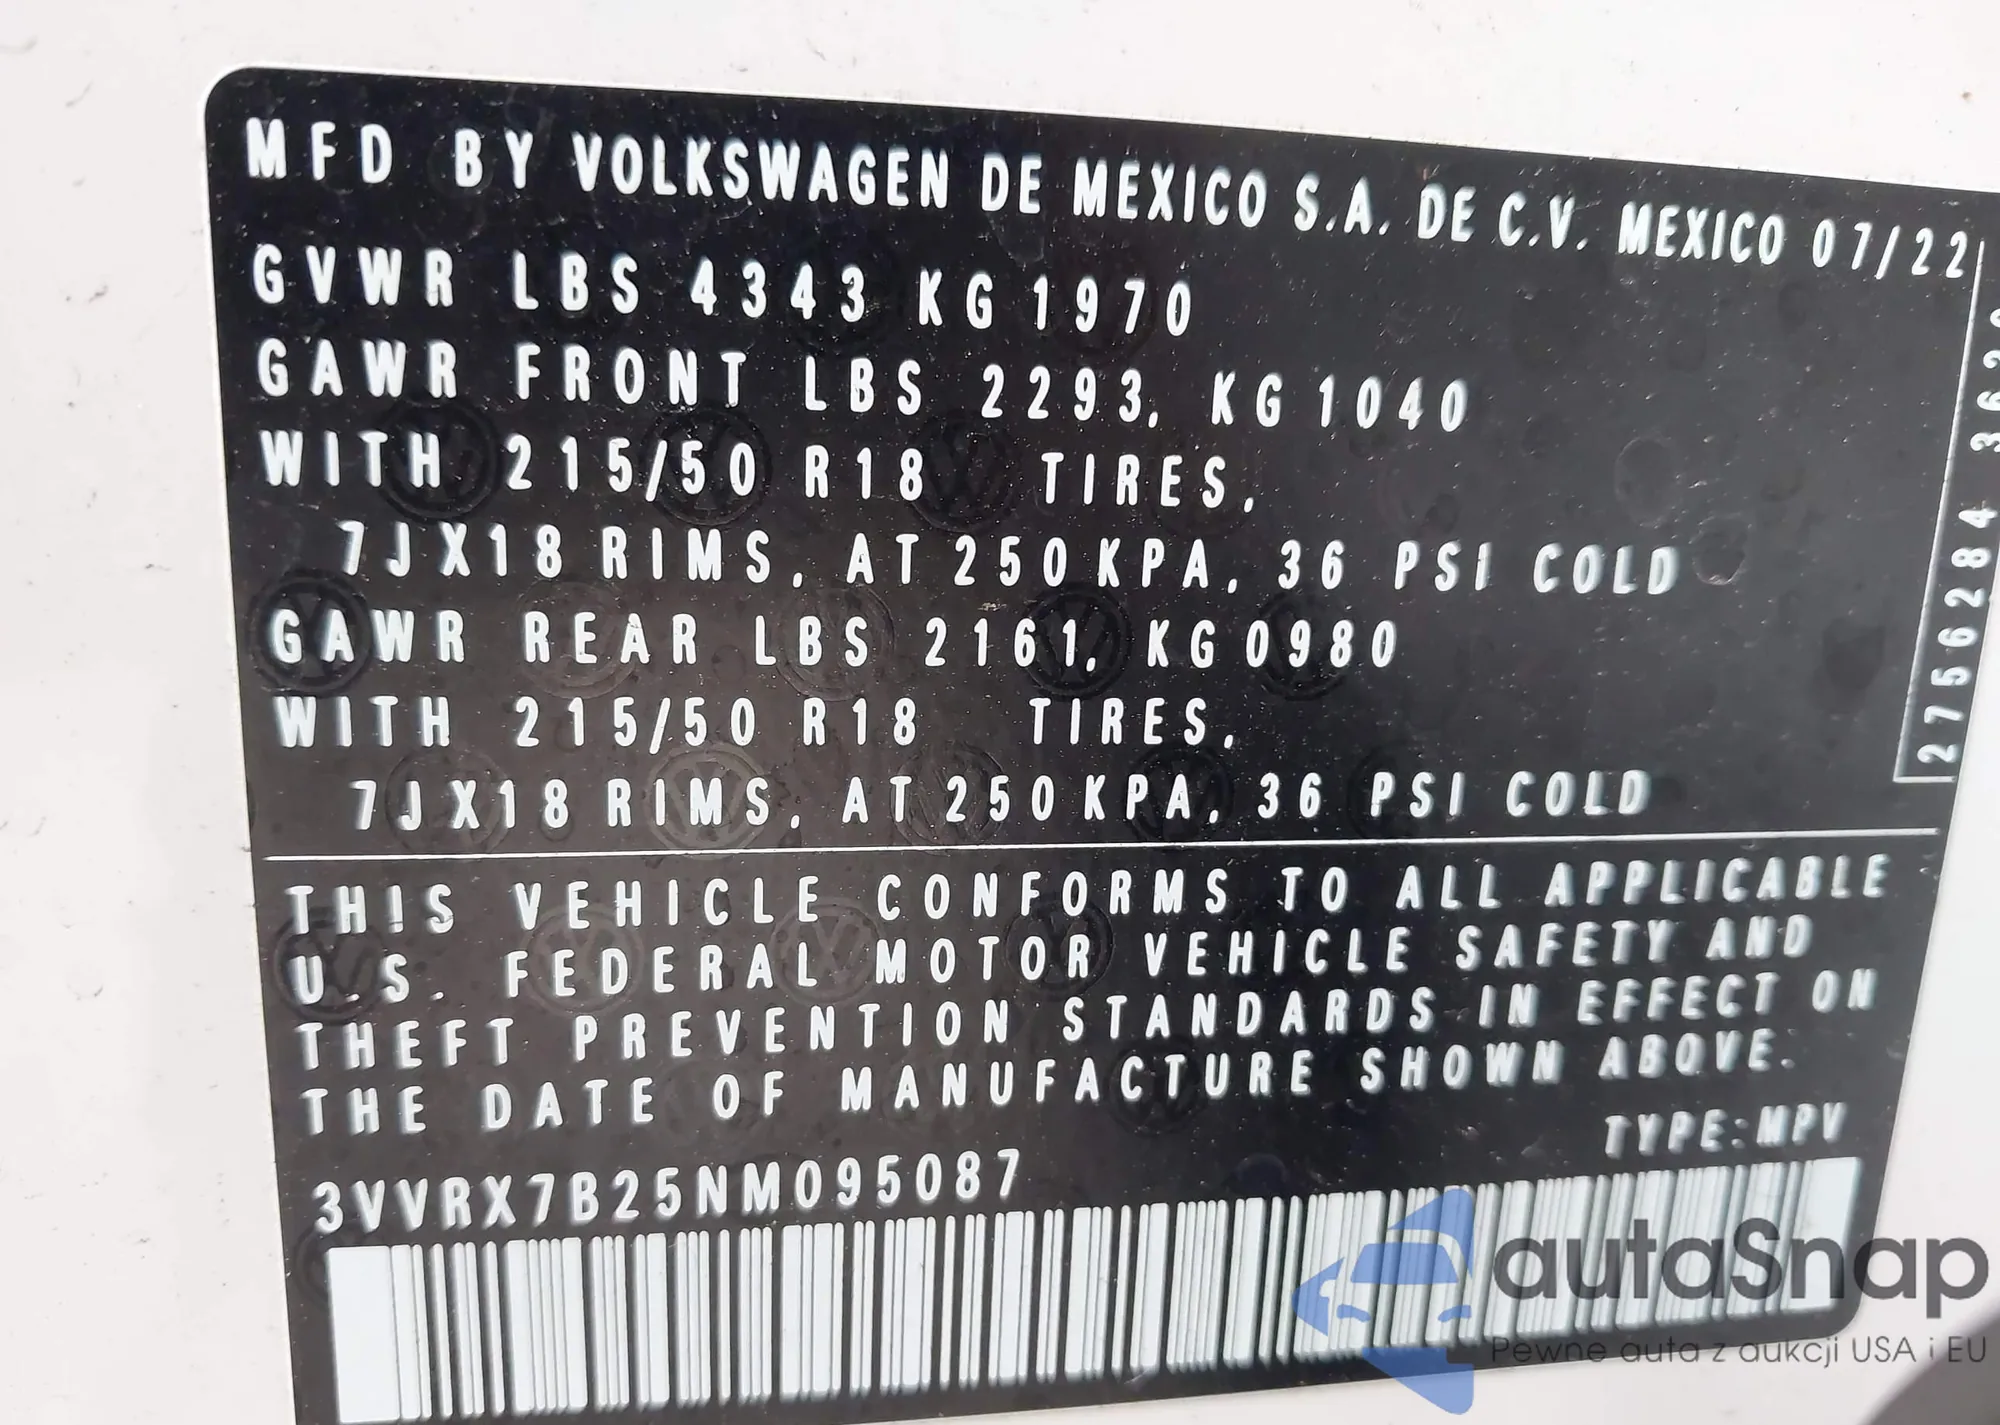 MFD BY VOLKSWAGEN DE MEXICO S.A. DE C.V. MEXICO 07/22
GVWR LBS 4343 KG 1970
GAWR FRONT LBS 2293, KG 1040
WITH 215/50 R18 TIRES,
7JX18 RIMS, AT 250 KPA, 36 PSI COLD
GAWR REAR LBS 2161, KG 0980
WITH 215/50 R18 TIRES,
7JX18 RIMS, AT 250 KPA, 36 PSI COLD
2756284
THIS VEHICLE CONFORMS TO ALL APPLICABLE
U.S. FEDERAL MOTOR VEHICLE SAFETY AND
THEFT PREVENTION STANDARDS IN EFFECT ON
THE DATE OF MANUFACTURE SHOWN ABOVE.
TYPE:MPV
3VVRX7B25NM095087
autaSnap
Pewne auta z aukcji USA i EU